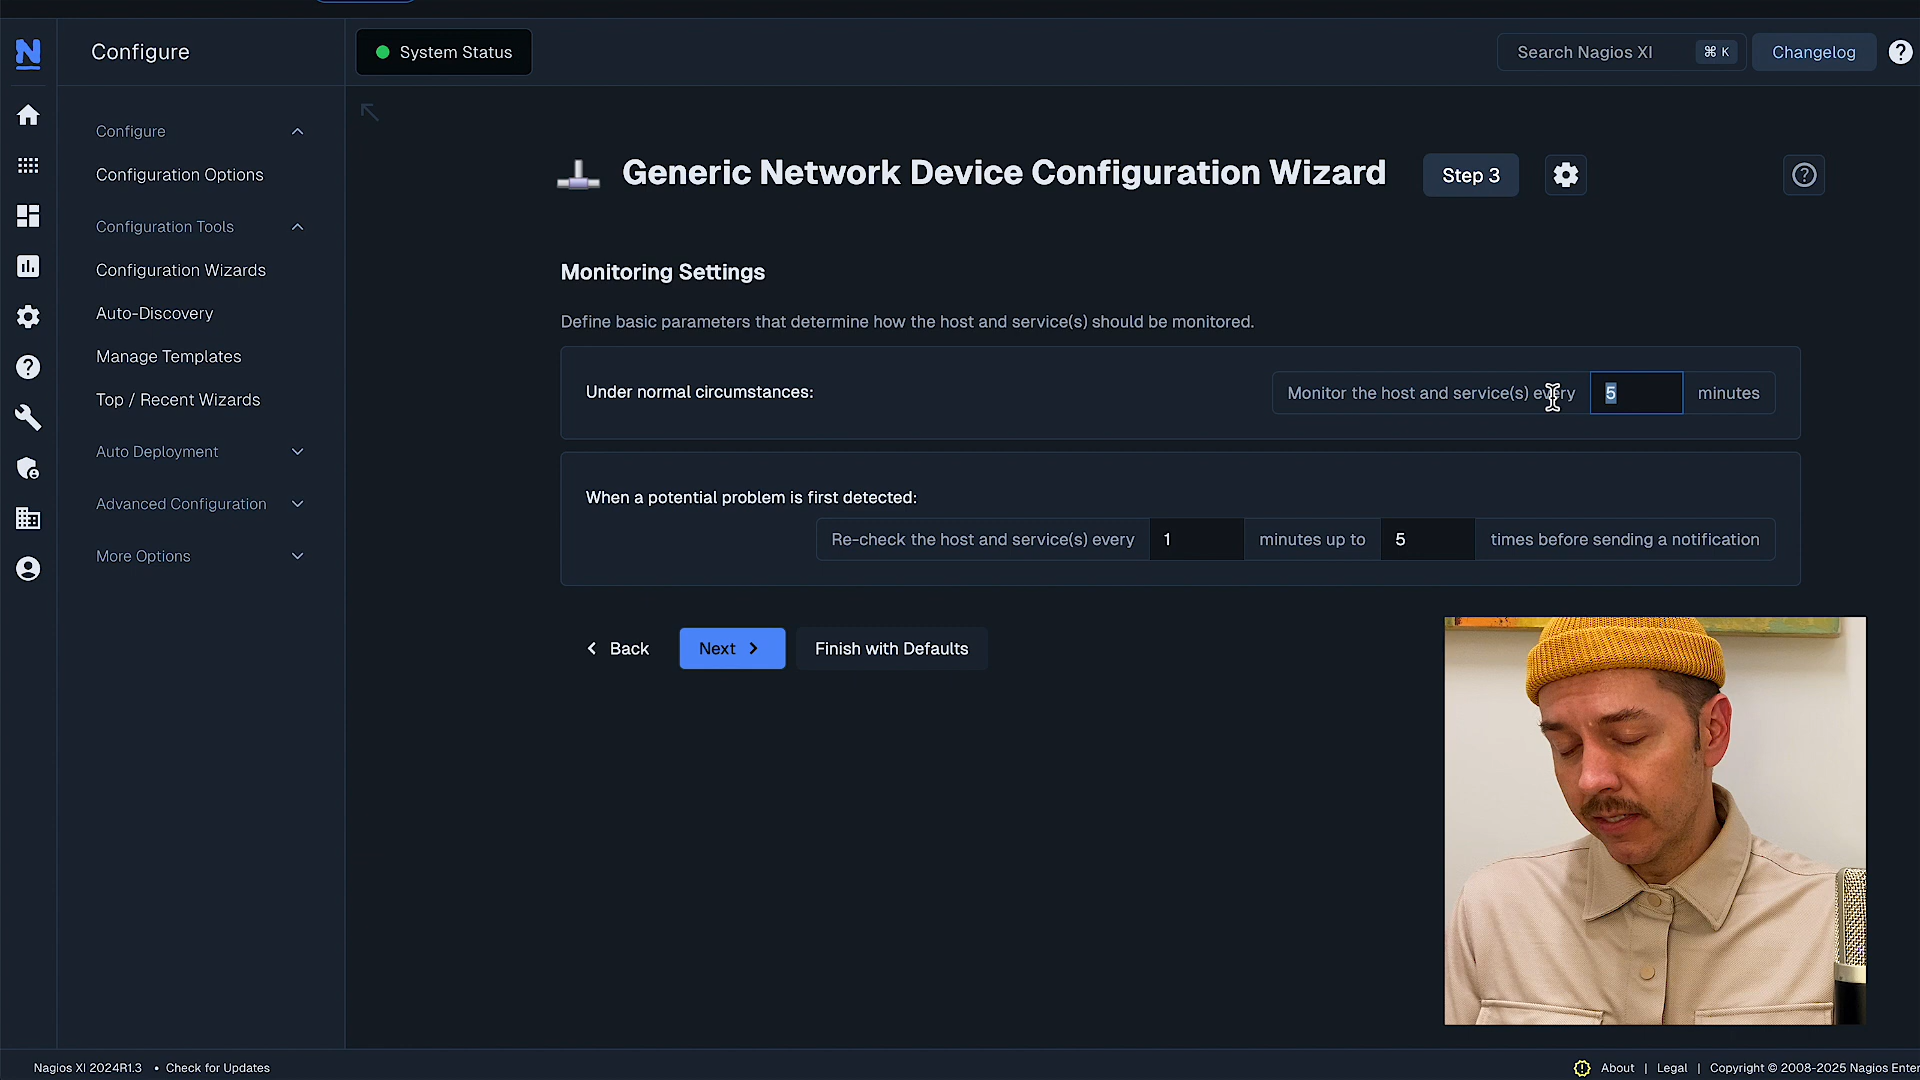 Configure
System Status
Search Nagios XI
⌘ K
Changelog
Configure
Configuration Options
Configuration Tools
Configuration Wizards
Auto-Discovery
Manage Templates
Top / Recent Wizards
Auto Deployment
Advanced Configuration
More Options
Generic Network Device Configuration Wizard
Step 3
Monitoring Settings
Define basic parameters that determine how the host and service(s) should be monitored.
Under normal circumstances:
Monitor the host and service(s) every 5 minutes
When a potential problem is first detected:
Re-check the host and service(s) every 1 minutes up to 5 times before sending a notification
Back
Next
Finish with Defaults
Nagios XI 2024R1.3 • Check for Updates
About | Legal | Copyright © 2008-2025 Nagios Enter